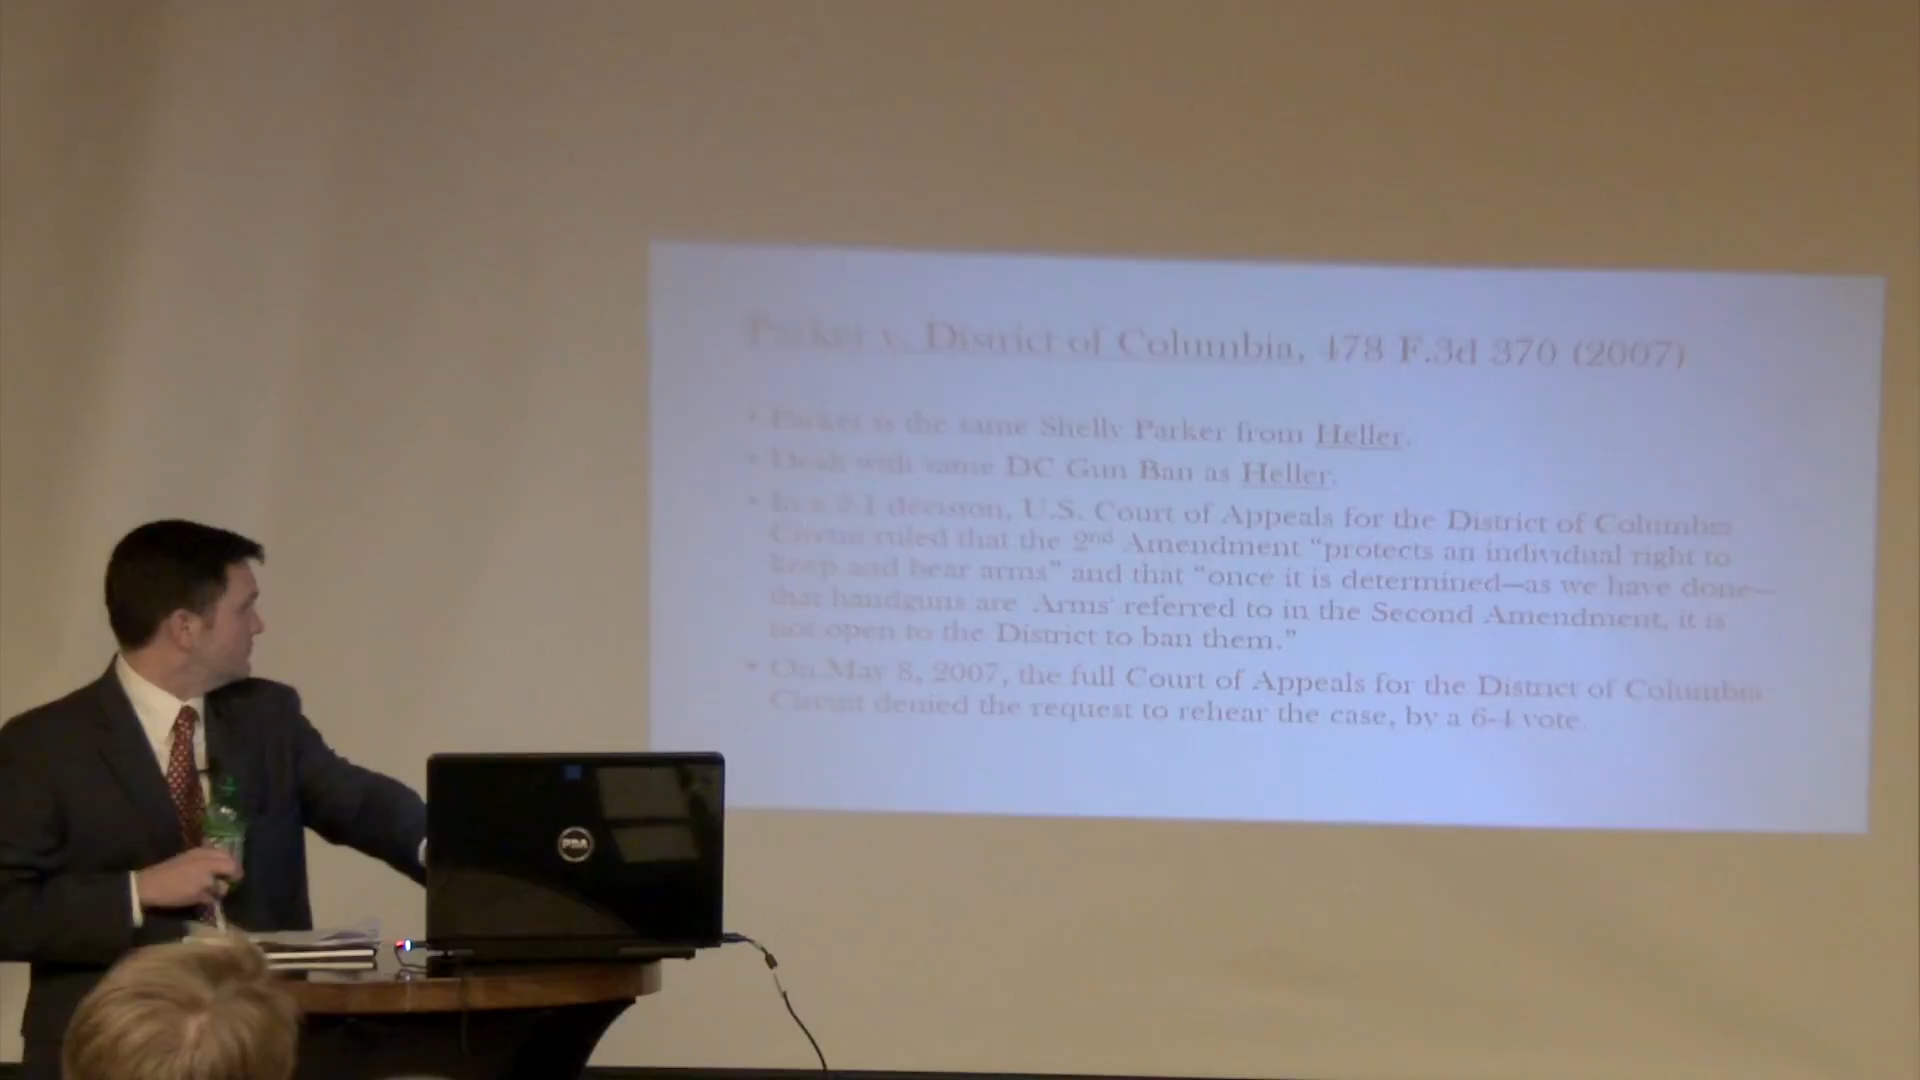 Parker v. District of Columbia, 478 F.3d 370 (2007)
• Parker is the same Shelly Parker from Heller.
• Dealt with same DC Gun Ban as Heller.
• In a 2-1 decision, U.S. Court of Appeals for the District of Columbia
Circuit ruled that the 2nd Amendment “protects an individual right to
keep and bear arms” and that “once it is determined—as we have done—
that handguns are ‘Arms’ referred to in the Second Amendment, it is
not open to the District to ban them.”
• On May 8, 2007, the full Court of Appeals for the District of Columbia
Circuit denied the request to rehear the case, by a 6-4 vote.